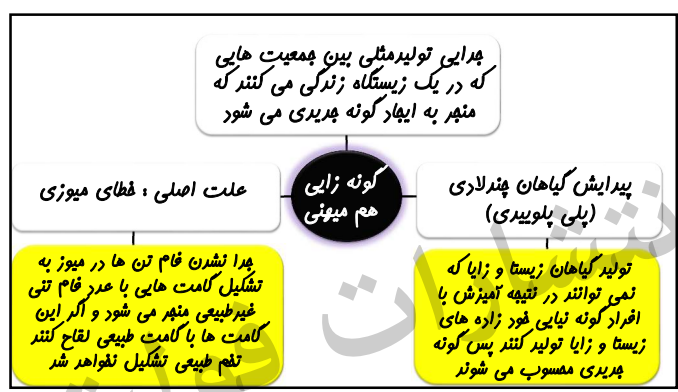 جدایی تولیدمثلی بین جمعیت هایی
که در یک زیستگاه زندگی می کنند که
منجر به ایجاد گونه جدیدی می شود
گونه زایی
هم میهنی
پیدایش گیاهان چندلادی
(پلی پلوییدی)
تولید گیاهان زیستا و زایا که
نمی توانند در نتیجه آمیزش با
افراد گونه نیایی خود زاده های
زیستا و زایا تولید کنند پس گونه
جدیدی محسوب می شوند
علت اصلی : خطای میوزی
جدا نشدن فام تن ها در میوز به
تشکیل گامت هایی با عدد فام تنی
غیرطبیعی منجر می شود و اگر این
گامت ها با گامت طبیعی لقاح کنند
تخم طبیعی تشکیل نخواهد شد
انتشارات